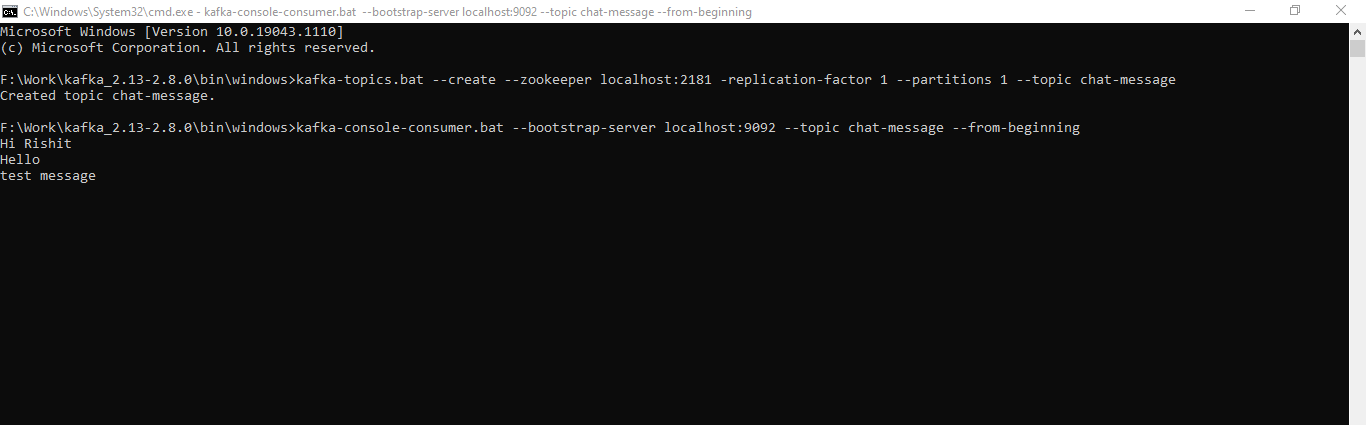 C:\Windows\System32\cmd.exe - kafka-console-consumer.bat  --bootstrap-server localhost:9092 --topic chat-message --from-beginning
Microsoft Windows [Version 10.0.19043.1110]
(c) Microsoft Corporation. All rights reserved.
F:\Work\kafka_2.13-2.8.0\bin\windows>kafka-topics.bat --create --zookeeper localhost:2181 -replication-factor 1 --partitions 1 --topic chat-message
Created topic chat-message.
F:\Work\kafka_2.13-2.8.0\bin\windows>kafka-console-consumer.bat --bootstrap-server localhost:9092 --topic chat-message --from-beginning
Hi Rishit
Hello
test message